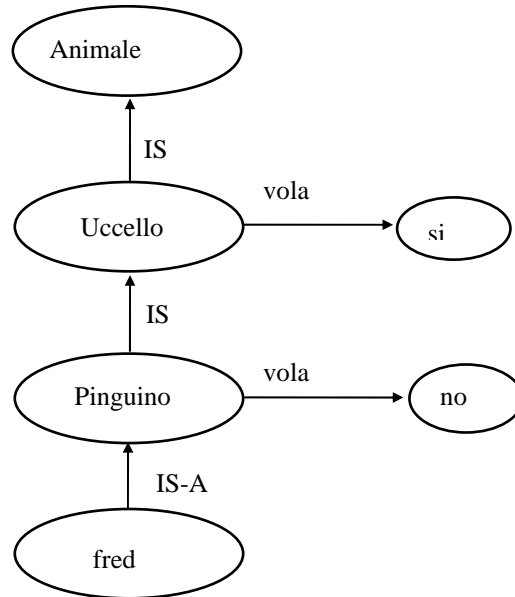 Animale
IS
vola
Uccello
si
IS
vola
Pinguino
no
IS-A
fred